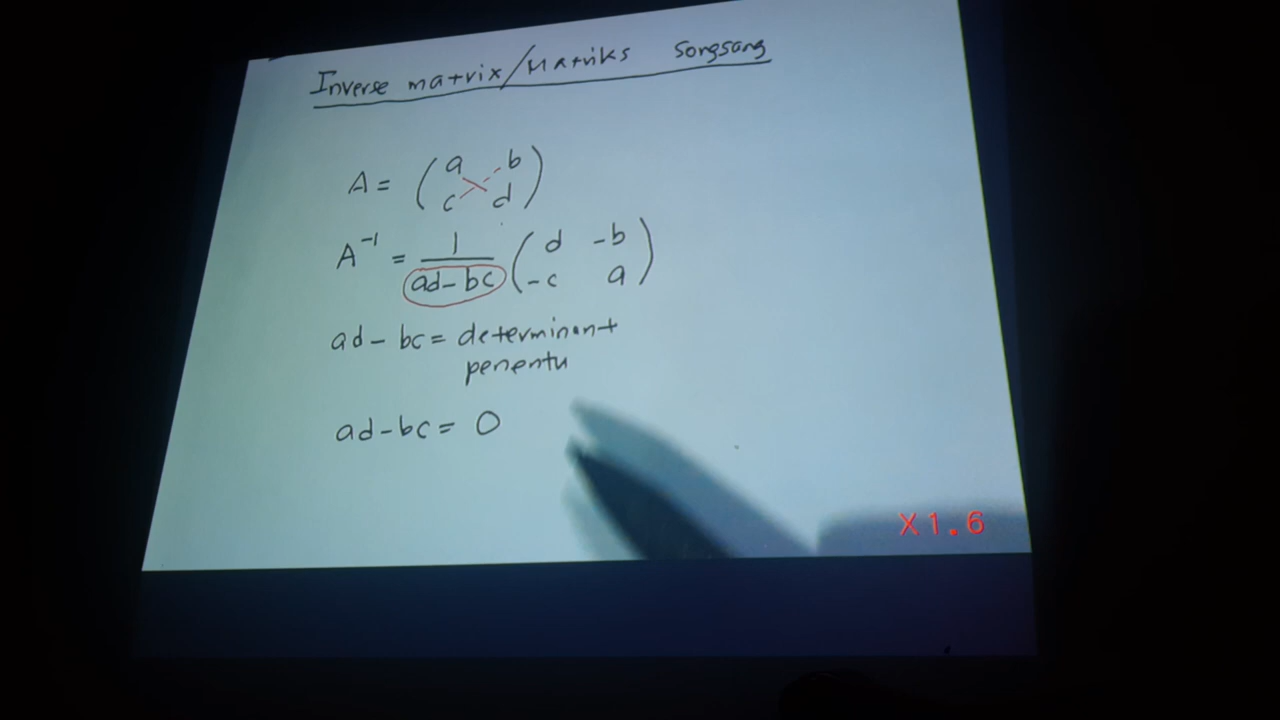 Inverse matrix/Matriks Songsang
A = ( a b
c d )
A⁻¹ = 1 ( d -b
ad-bc -c a )
ad - bc = determinant
penentu
ad-bc = 0
X1.6